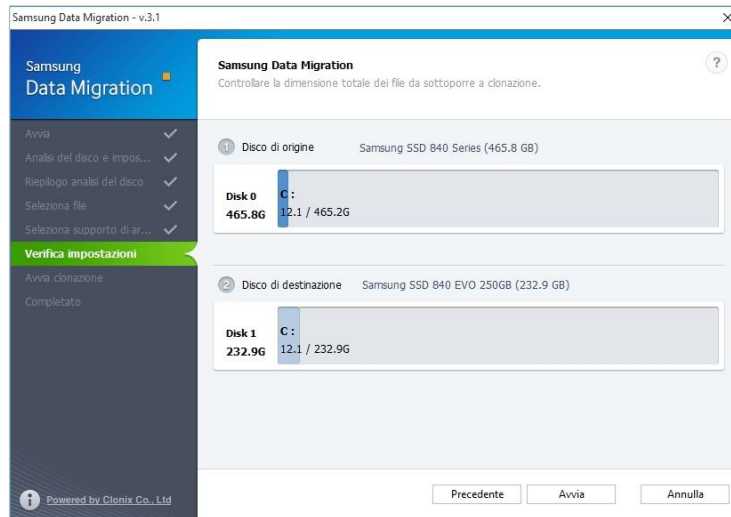 Samsung Data Migration - v.3.1
Samsung
Data Migration
Avvia
Analisi del disco e impos...
Riepilogo analisi del disco
Seleziona file
Seleziona supporto di ar...
Verifica impostazioni
Avvia clonazione
Completato
Powered by Clonix Co., Ltd
Samsung Data Migration
Controllare la dimensione totale dei file da sottoporre a clonazione.
?
1 Disco di origine Samsung SSD 840 Series (465.8 GB)
Disk 0
465.8G
C :
12.1 / 465.2G
2 Disco di destinazione Samsung SSD 840 EVO 250GB (232.9 GB)
Disk 1
232.9G
C :
12.1 / 232.9G
Precedente Avvia Annulla